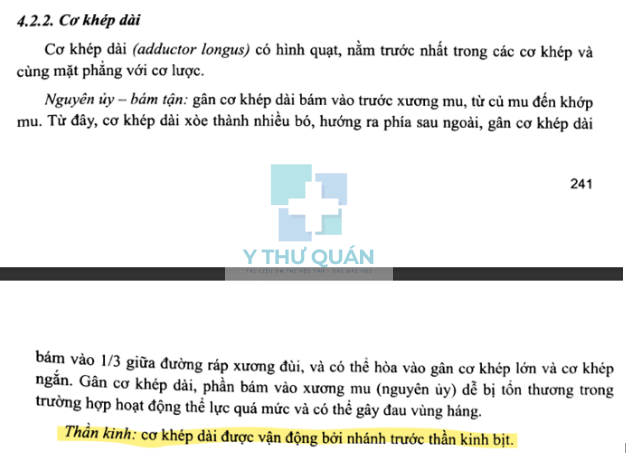 4.2.2. Cơ khép dài
Cơ khép dài (adductor longus) có hình quạt, nằm trước nhất trong các cơ khép và
cùng mặt phẳng với cơ lược.
Nguyên ủy – bám tận: gân cơ khép dài bám vào trước xương mu, từ củ mu đến khớp
mu. Từ đây, cơ khép dài xòe thành nhiều bó, hướng ra phía sau ngoài, gân cơ khép dài
241
Y THƯ QUÁN
bám vào 1/3 giữa đường ráp xương đùi, và có thể hòa vào gân cơ khép lớn và cơ khép
ngắn. Gân cơ khép dài, phần bám vào xương mu (nguyên ủy) dễ bị tổn thương trong
trường hợp hoạt động thể lực quá mức và có thể gây đau vùng háng.
Thần kinh: cơ khép dài được vận động bởi nhánh trước thần kinh bịt.